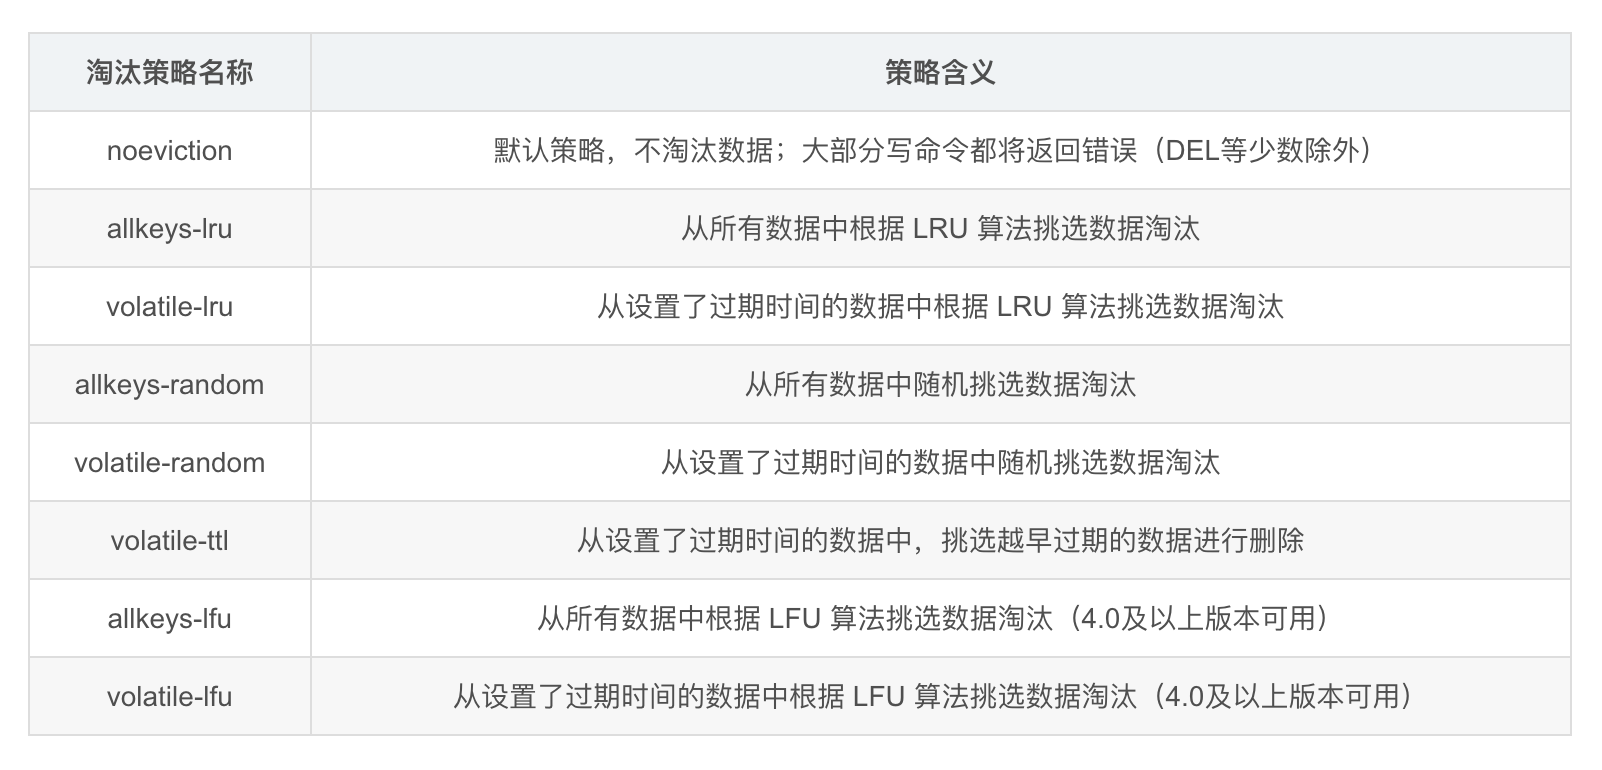 淘汰策略名称 策略含义
noeviction 默认策略，不淘汰数据；大部分写命令都将返回错误（DEL等少数除外）
allkeys-lru 从所有数据中根据 LRU 算法挑选数据淘汰
volatile-lru 从设置了过期时间的数据中根据 LRU 算法挑选数据淘汰
allkeys-random 从所有数据中随机挑选数据淘汰
volatile-random 从设置了过期时间的数据中随机挑选数据淘汰
volatile-ttl 从设置了过期时间的数据中，挑选越早过期的数据进行删除
allkeys-lfu 从所有数据中根据 LFU 算法挑选数据淘汰（4.0及以上版本可用）
volatile-lfu 从设置了过期时间的数据中根据 LFU 算法挑选数据淘汰（4.0及以上版本可用）